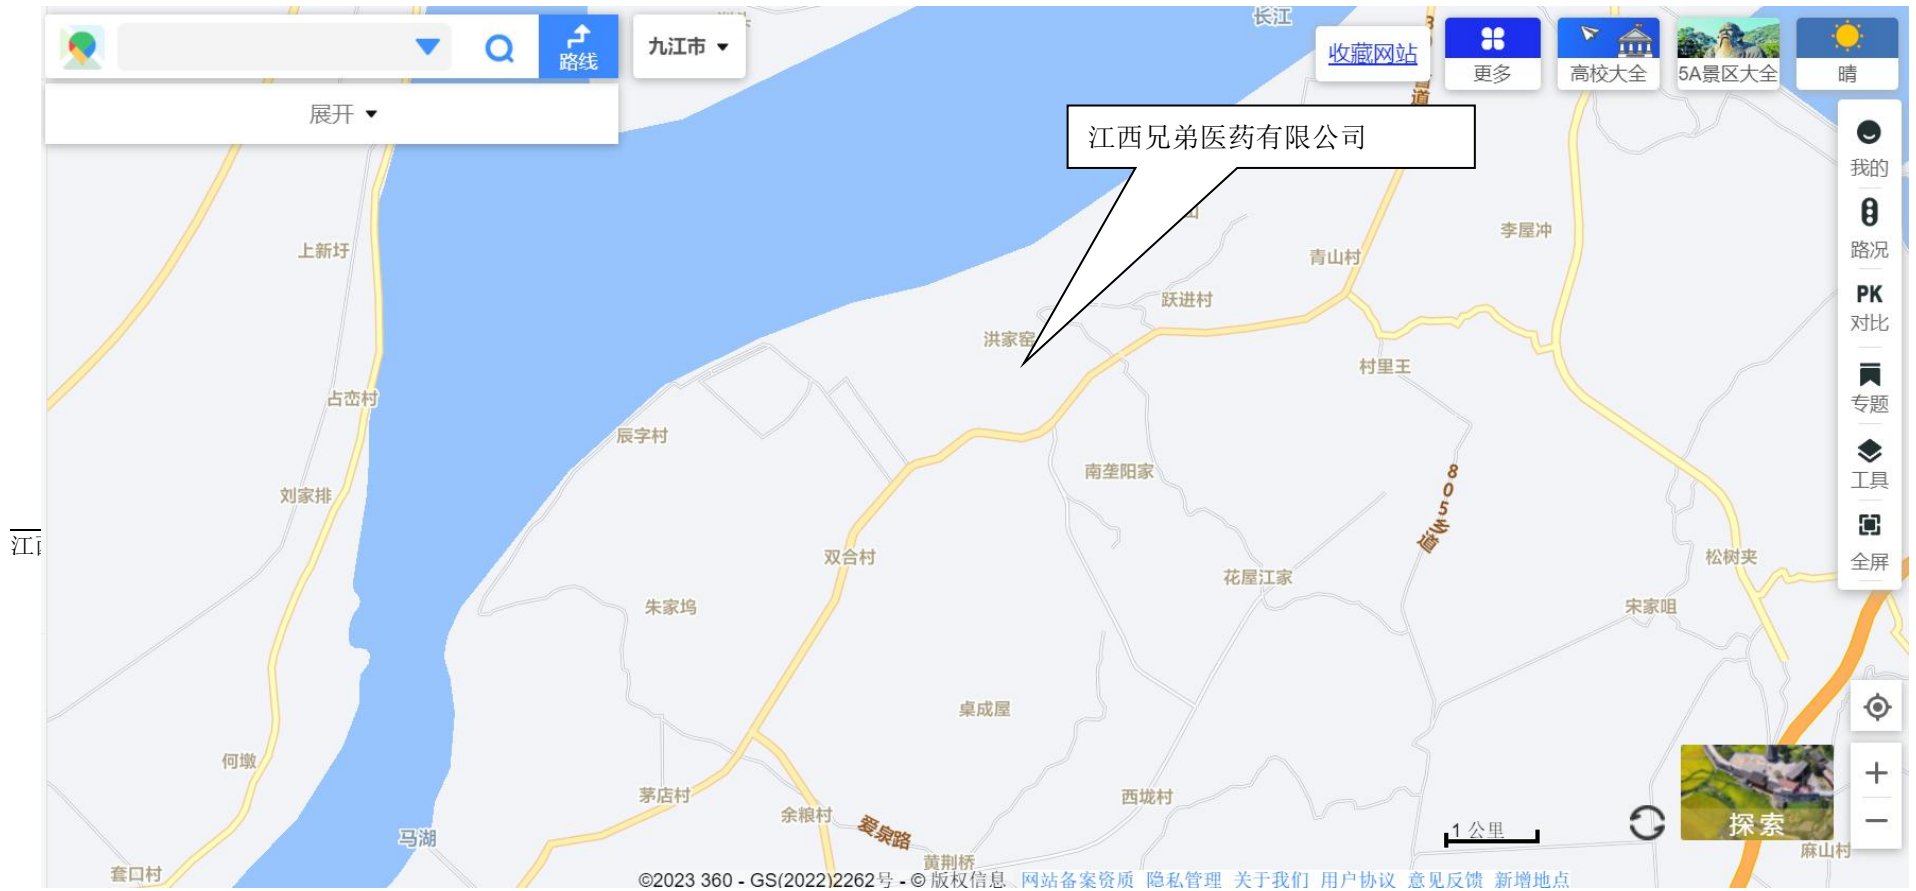 长江
路线
九江市
收藏网站
更多
高校大全
5A景区大全
晴
展开
江西兄弟医药有限公司
我的
路况
PK
对比
专题
工具
全屏
上新圩
李屋冲
青山村
跃进村
洪家窑
村里王
占峦村
辰字村
南垄阳家
刘家排
805乡道
双合村
花屋江家
松树夹
朱家坞
宋家咀
桌成屋
何墩
茅店村
余粮村
西垅村
爱泉路
马湖
黄荆桥
1 公里
探索
麻山村
套口村
©2023 360 - GS(2022)2262号 - © 版权信息 网站备案资质 隐私管理 关于我们 用户协议 意见反馈 新增地点